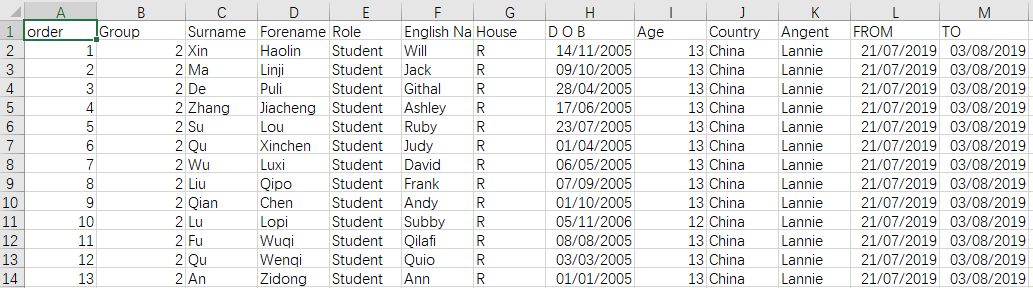 A B C D E F G H I J K L M
1 order Group Surname Forename Role English Na House D O B Age Country Angent FROM TO
2 1 2 Xin Haolin Student Will R 14/11/2005 13 China Lannie 21/07/2019 03/08/2019
3 2 2 Ma Linji Student Jack R 09/10/2005 13 China Lannie 21/07/2019 03/08/2019
4 3 2 De Puli Student Githal R 28/04/2005 13 China Lannie 21/07/2019 03/08/2019
5 4 2 Zhang Jiacheng Student Ashley R 17/06/2005 13 China Lannie 21/07/2019 03/08/2019
6 5 2 Su Lou Student Ruby R 23/07/2005 13 China Lannie 21/07/2019 03/08/2019
7 6 2 Qu Xinchen Student Judy R 01/04/2005 13 China Lannie 21/07/2019 03/08/2019
8 7 2 Wu Luxi Student David R 06/05/2005 13 China Lannie 21/07/2019 03/08/2019
9 8 2 Liu Qipo Student Frank R 07/09/2005 13 China Lannie 21/07/2019 03/08/2019
10 9 2 Qian Chen Student Andy R 01/10/2005 13 China Lannie 21/07/2019 03/08/2019
11 10 2 Lu Lopi Student Subby R 05/11/2006 12 China Lannie 21/07/2019 03/08/2019
12 11 2 Fu Wuqi Student Qilafi R 08/08/2005 13 China Lannie 21/07/2019 03/08/2019
13 12 2 Qu Wenqi Student Quio R 03/03/2005 13 China Lannie 21/07/2019 03/08/2019
14 13 2 An Zidong Student Ann R 01/01/2005 13 China Lannie 21/07/2019 03/08/2019